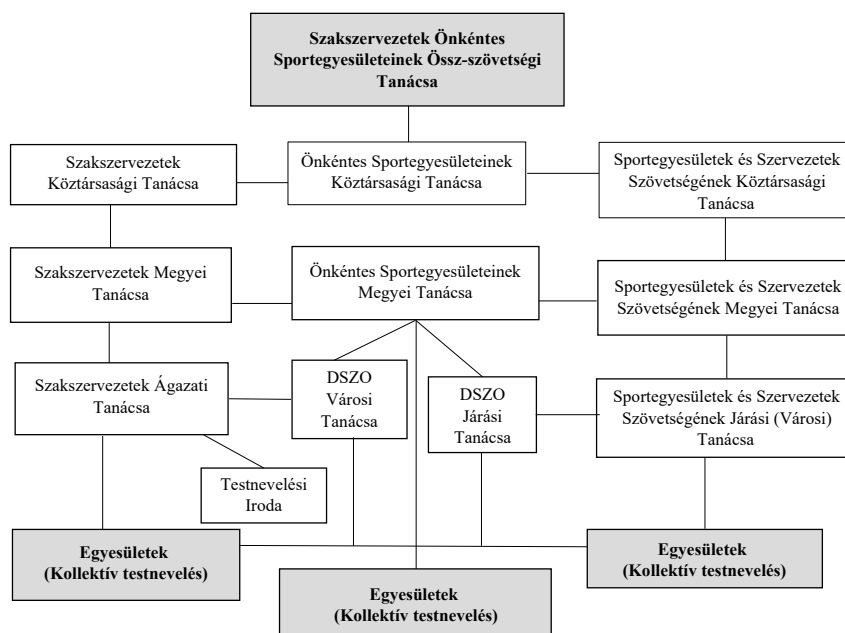 Szakszervezetek Önkéntes
Sportegyesületeinek Össz-szövetségi
Tanácsa
Szakszervezetek
Köztársasági Tanácsa
Önkéntes Sportegyesületeinek
Köztársasági Tanácsa
Sportegyesületek és Szervezetek
Szövetségének Köztársasági
Tanácsa
Szakszervezetek Megyei
Tanácsa
Önkéntes Sportegyesületeinek
Megyei Tanácsa
Sportegyesületek és Szervezetek
Szövetségének Megyei Tanácsa
Szakszervezetek Ágazati
Tanácsa
DSZO
Városi
Tanácsa
DSZO
Járási
Tanácsa
Sportegyesületek és Szervezetek
Szövetségének Járási (Városi)
Tanácsa
Testnevelési
Iroda
Egyesületek
(Kollektív testnevelés)
Egyesületek
(Kollektív testnevelés)
Egyesületek
(Kollektív testnevelés)